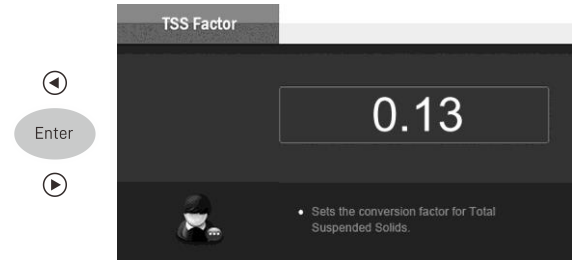 TSS Factor
Enter
0.13
Sets the conversion factor for Total
Suspended Solids.